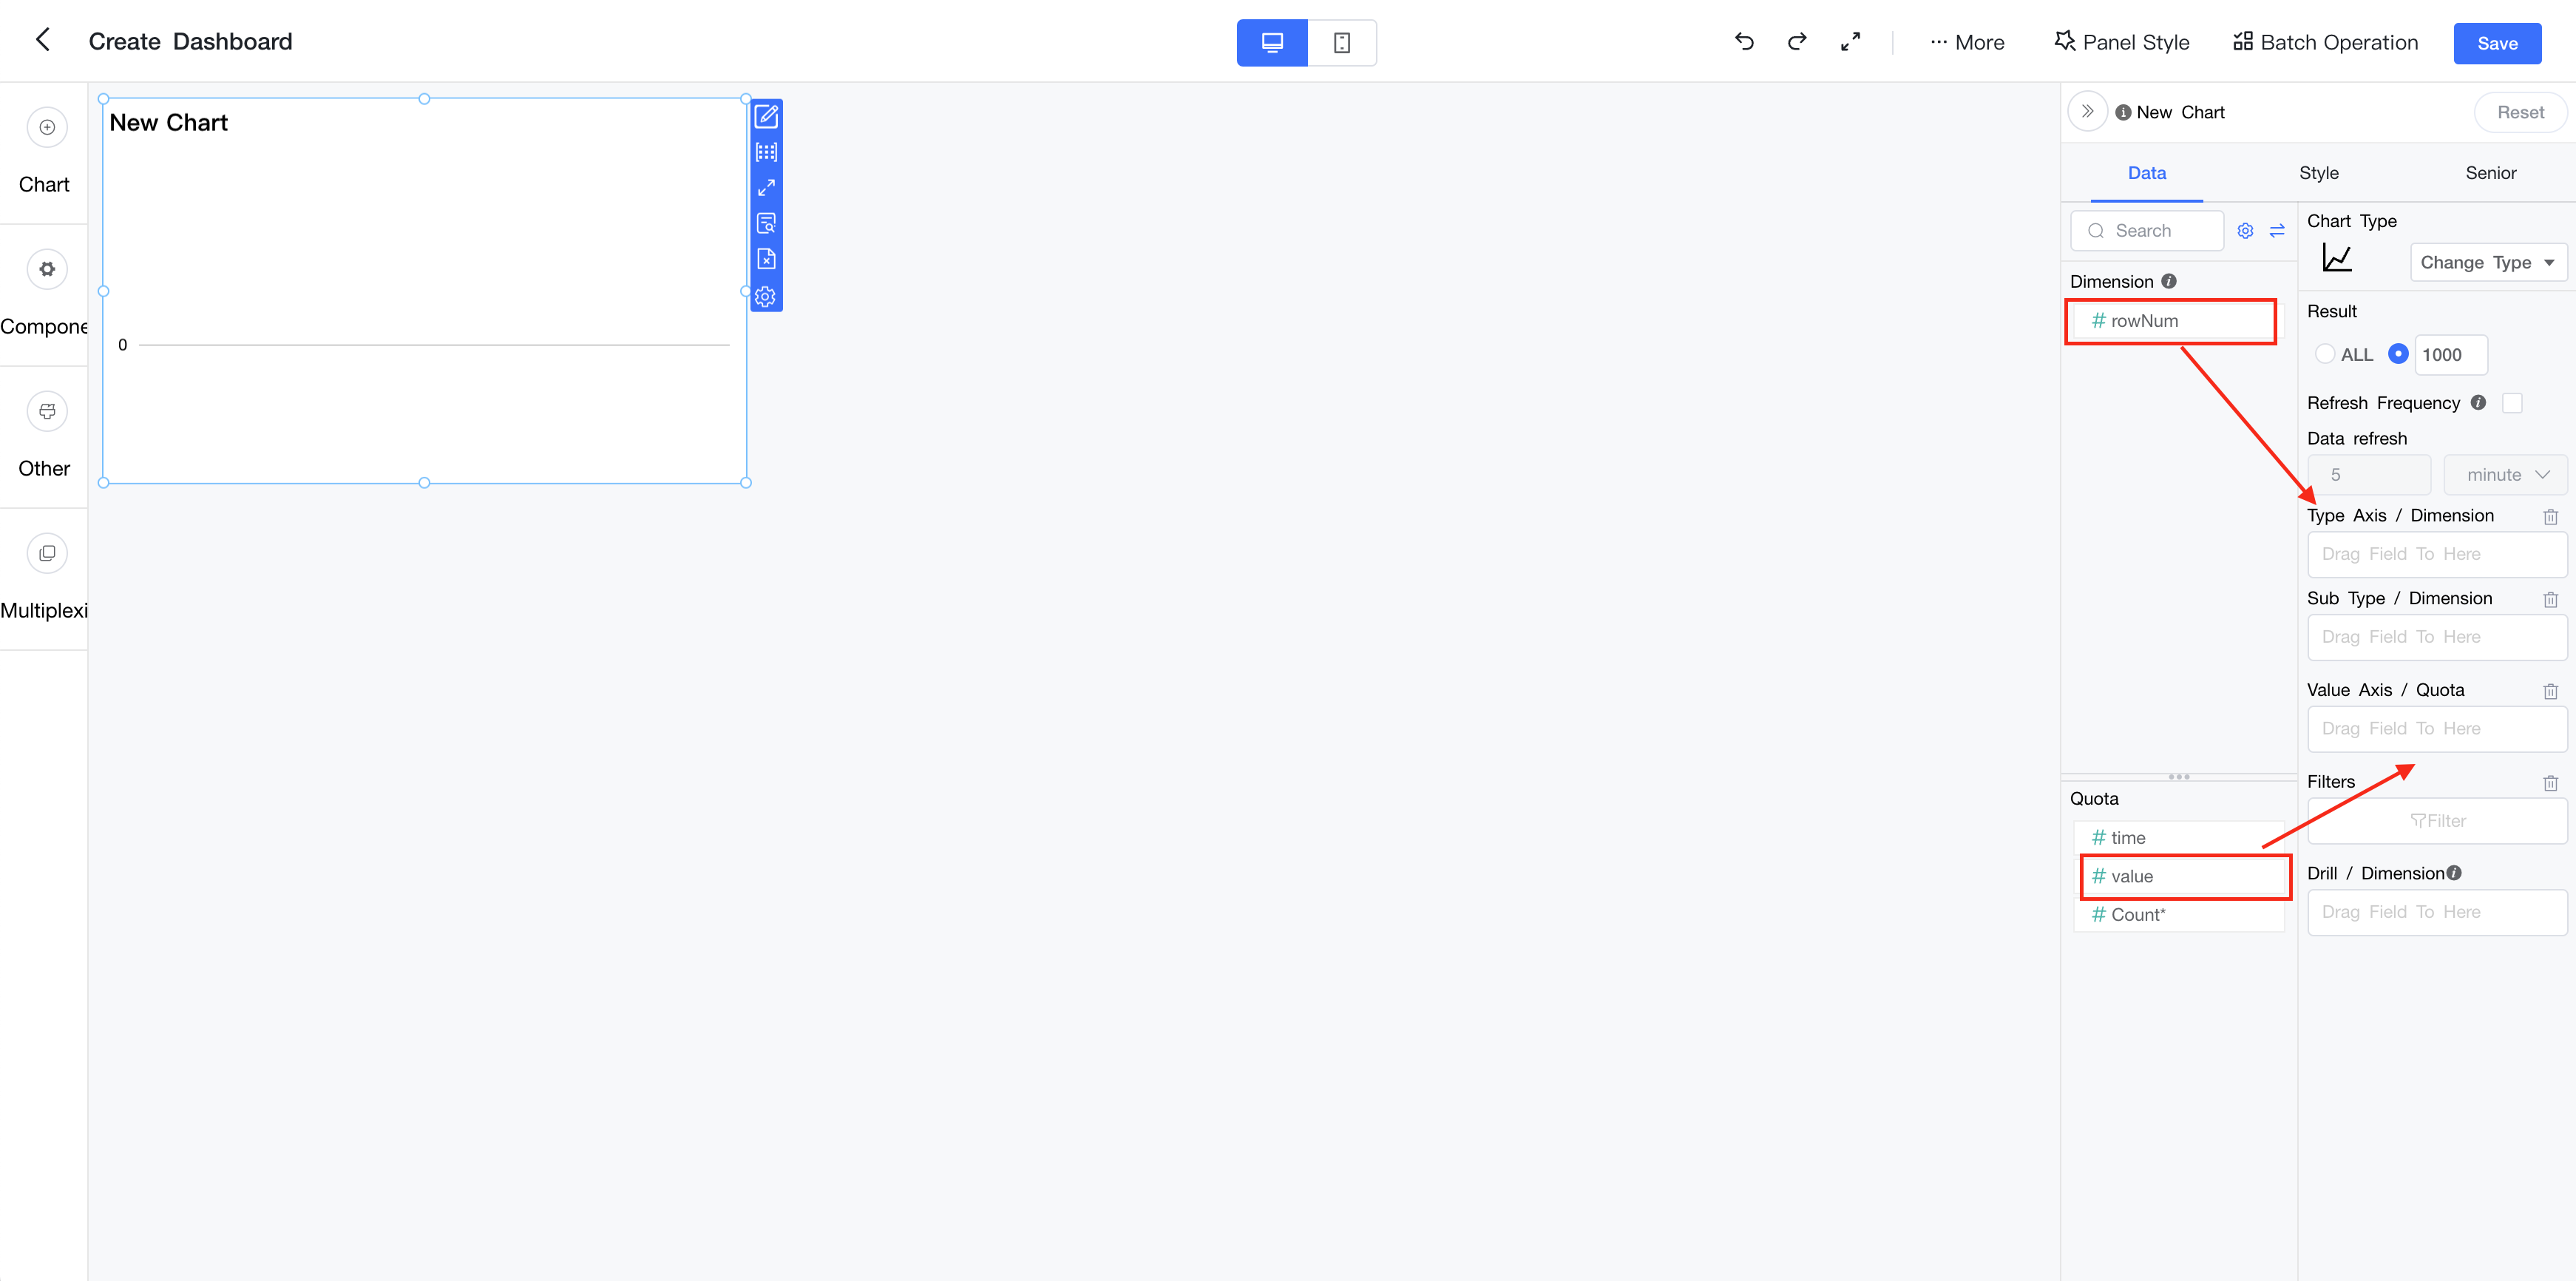 Create Dashboard
··· More
Panel Style
Batch Operation
Save
Chart
Compone
Other
Multiplexi
New Chart
0
New Chart
Reset
Data
Style
Senior
Search
Dimension
# rowNum
Quota
# time
# value
# Count*
Chart Type
Change Type
Result
ALL
1000
Refresh Frequency
Data refresh
5
minute
Type Axis / Dimension
Drag Field To Here
Sub Type / Dimension
Drag Field To Here
Value Axis / Quota
Drag Field To Here
Filters
Filter
Drill / Dimension
Drag Field To Here